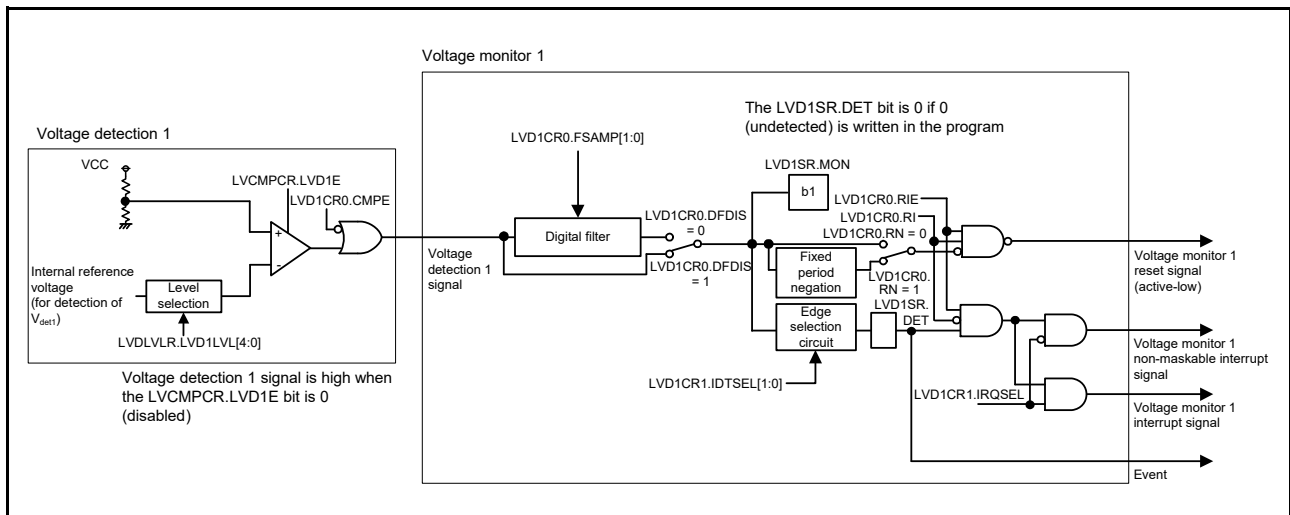 Voltage monitor 1
Voltage detection 1
VCC
LVCMPCR.LVD1E
LVD1CR0.CMPE
+
-
Internal reference
voltage
(for detection of
Vdet1)
Level
selection
LVDLVLR.LVD1LVL[4:0]
Voltage detection 1 signal is high when
the LVCMPCR.LVD1E bit is 0
(disabled)
Voltage
detection 1
signal
LVD1CR0.FSAMP[1:0]
Digital filter
LVD1CR0.DFDIS
= 0
LVD1CR0.DFDIS
= 1
The LVD1SR.DET bit is 0 if 0
(undetected) is written in the program
LVD1SR.MON
b1
LVD1CR0.RIE
LVD1CR0.RI
LVD1CR0.RN = 0
Fixed
period
negation
LVD1CR0.
RN = 1
LVD1SR.
DET
Edge
selection
circuit
LVD1CR1.IDTSEL[1:0]
LVD1CR1.IRQSEL
Voltage monitor 1
reset signal
(active-low)
Voltage monitor 1
non-maskable interrupt
signal
Voltage monitor 1
interrupt signal
Event